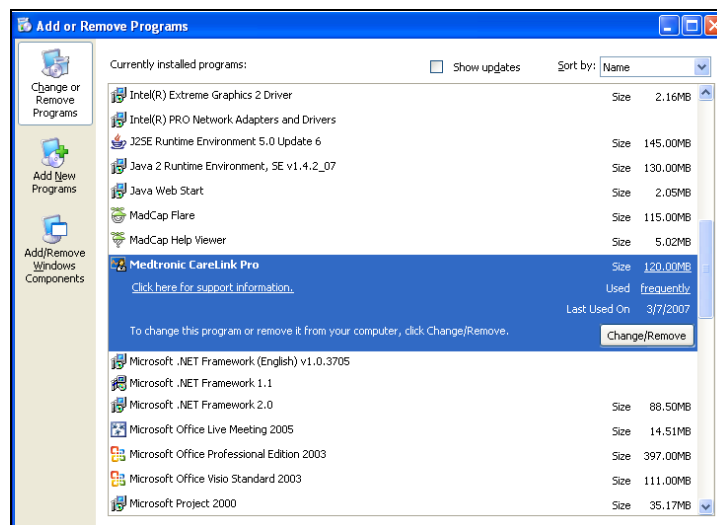 Add or Remove Programs
Change or
Remove
Programs
Add New
Programs
Add/Remove
Windows
Components
Currently installed programs:
Show updates
Sort by: Name
Intel(R) Extreme Graphics 2 Driver Size 2.16MB
Intel(R) PRO Network Adapters and Drivers
J2SE Runtime Environment 5.0 Update 6 Size 145.00MB
Java 2 Runtime Environment, SE v1.4.2_07 Size 130.00MB
Java Web Start Size 2.05MB
MadCap Flare Size 115.00MB
MadCap Help Viewer Size 5.02MB
Medtronic CareLink Pro Size 120.00MB
Click here for support information. Used frequently
Last Used On 3/7/2007
To change this program or remove it from your computer, click Change/Remove. Change/Remove
Microsoft .NET Framework (English) v1.0.3705
Microsoft .NET Framework 1.1
Microsoft .NET Framework 2.0 Size 88.50MB
Microsoft Office Live Meeting 2005 Size 14.51MB
Microsoft Office Professional Edition 2003 Size 397.00MB
Microsoft Office Visio Standard 2003 Size 111.00MB
Microsoft Project 2000 Size 35.17MB